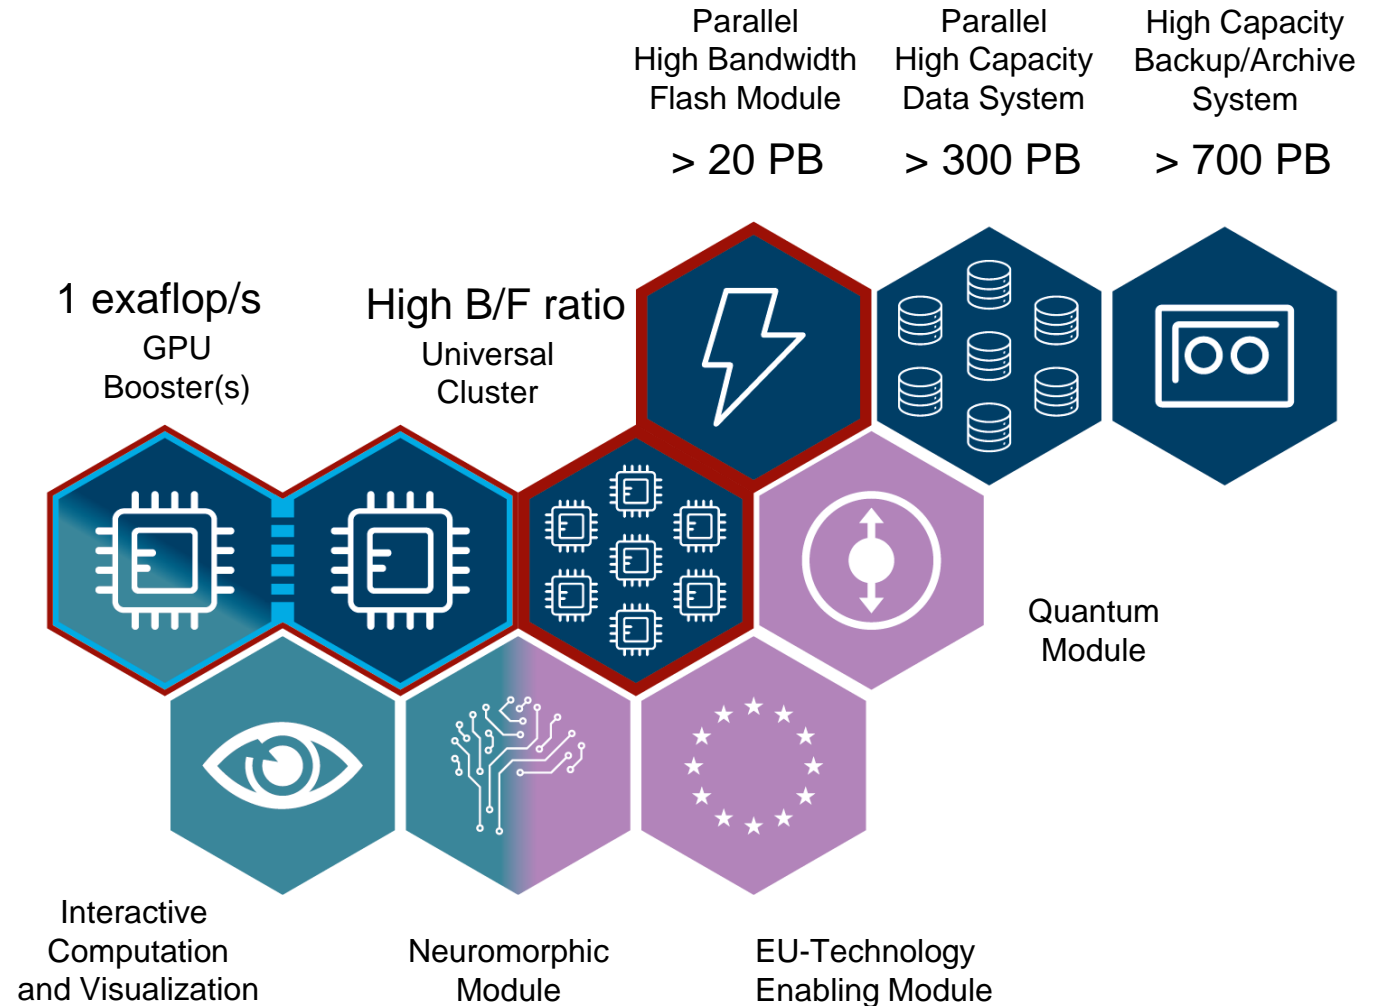 Parallel
High Bandwidth
Flash Module
> 20 PB
Parallel
High Capacity
Data System
> 300 PB
High Capacity
Backup/Archive
System
> 700 PB
1 exaflop/s
GPU
Booster(s)
High B/F ratio
Universal
Cluster
Quantum
Module
Interactive
Computation
and Visualization
Neuromorphic
Module
EU-Technology
Enabling Module